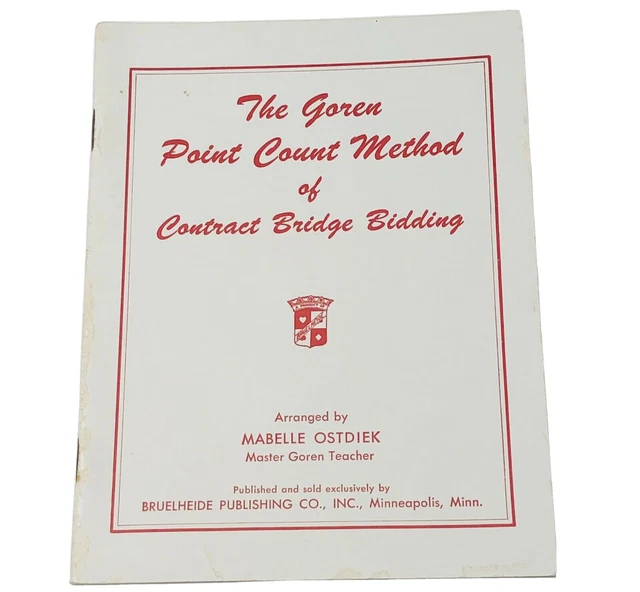 The Goren
Point Count Method
of
Contract Bridge Bidding
Arranged by
MABELLE OSTDIEK
Master Goren Teacher
Published and sold exclusively by
BRUELHEIDE PUBLISHING CO., INC., Minneapolis, Minn.